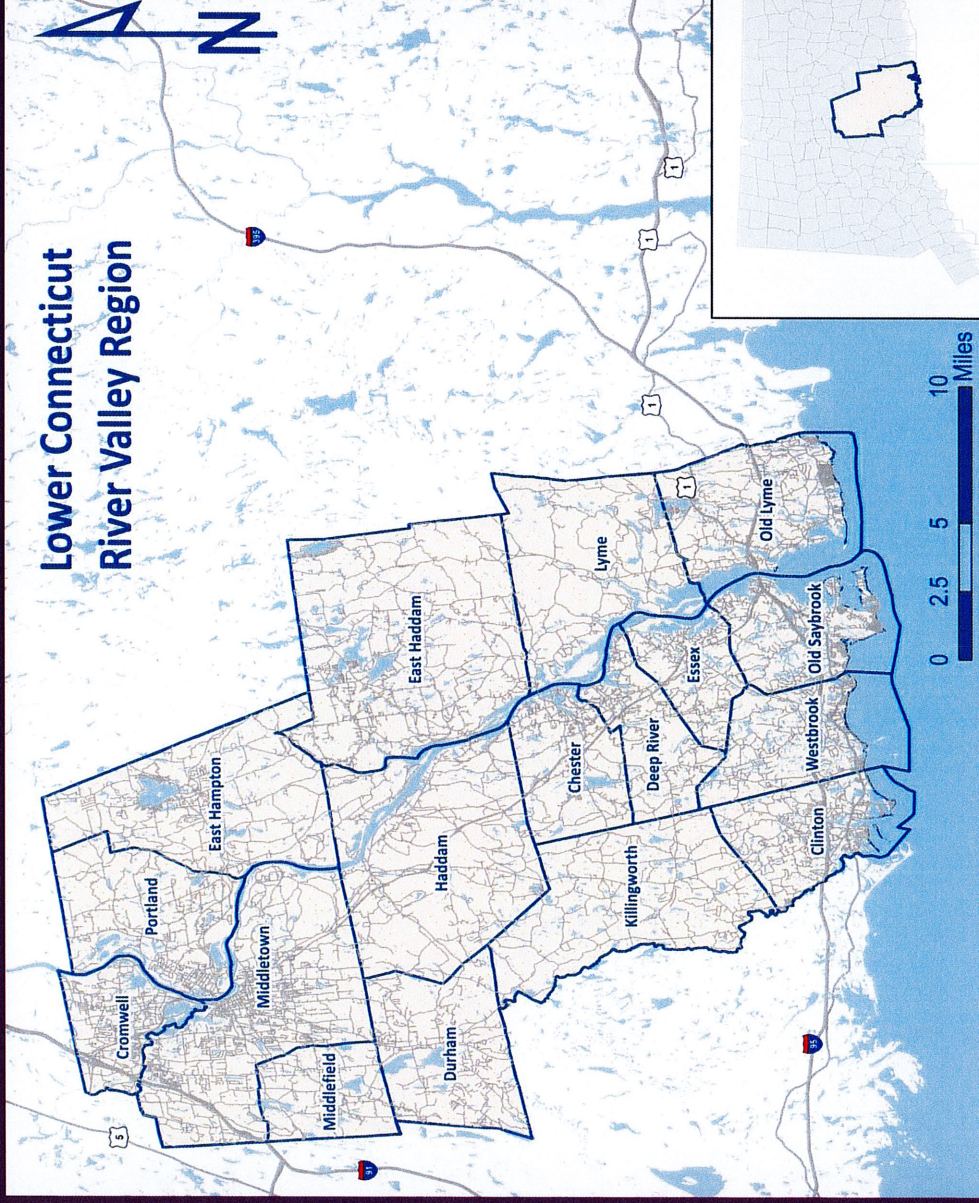 Lower Connecticut
River Valley Region
N
395
5
91
Cromwell
Portland
East Hampton
Middletown
Middlefield
Durham
Haddam
East Haddam
Killingworth
Chester
Deep River
Essex
Lyme
Clinton
Westbrook
Old Saybrook
Old Lyme
1
1
1
1
95
0 2.5 5 10
Miles